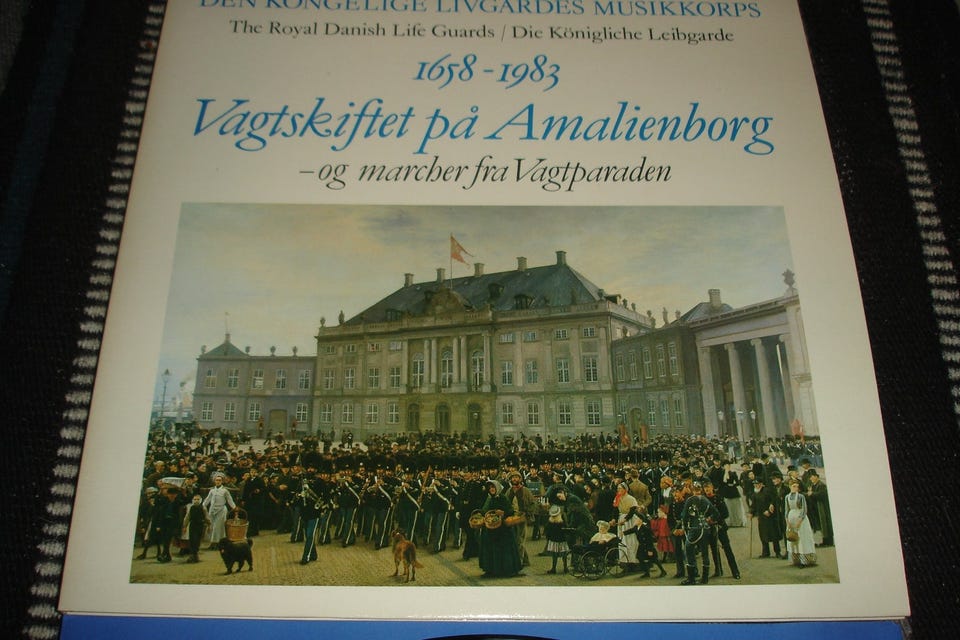 DEN KONGELIGE LIVGARDES MUSIKKORPS
The Royal Danish Life Guards / Die Königliche Leibgarde
1658 - 1983
Vagtskiftet på Amalienborg
– og marcher fra Vagtparaden